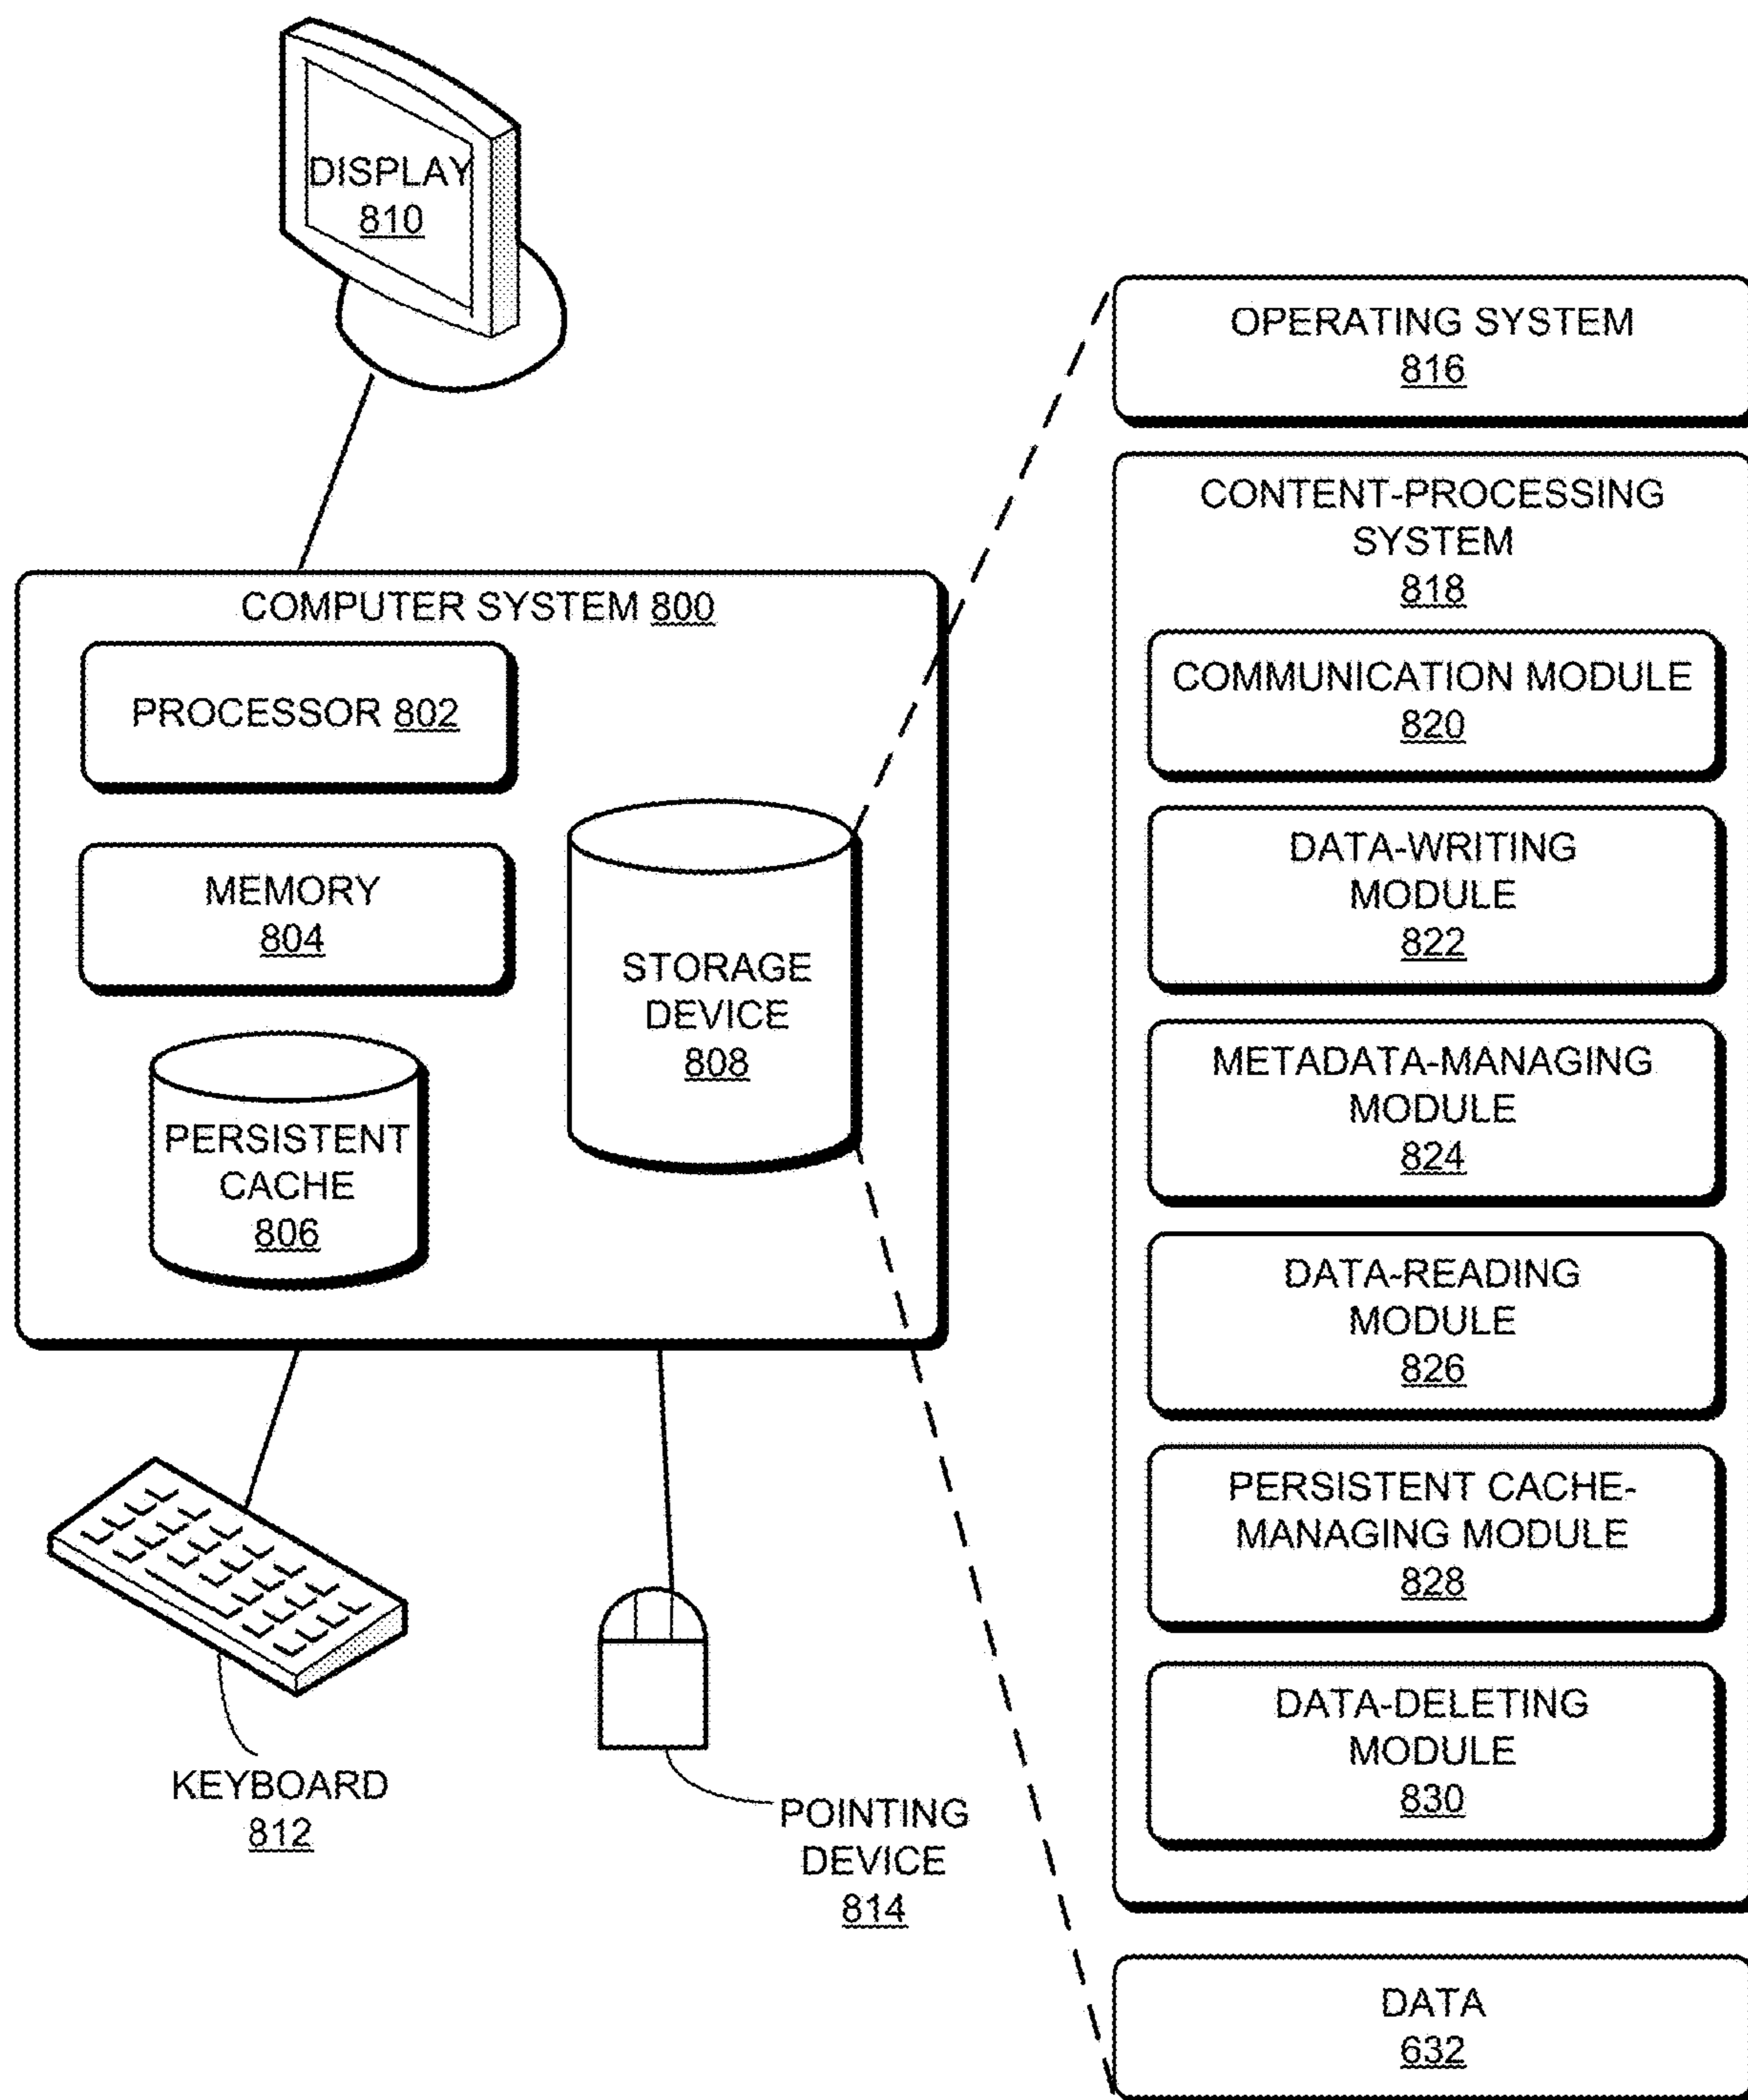 DISPLAY
810
COMPUTER SYSTEM 800
PROCESSOR 802
MEMORY
804
PERSISTENT
CACHE
806
STORAGE
DEVICE
808
KEYBOARD
812
POINTING
DEVICE
814
OPERATING SYSTEM
816
CONTENT-PROCESSING
SYSTEM
818
COMMUNICATION MODULE
820
DATA-WRITING
MODULE
822
METADATA-MANAGING
MODULE
824
DATA-READING
MODULE
826
PERSISTENT CACHE-
MANAGING MODULE
828
DATA-DELETING
MODULE
830
DATA
632